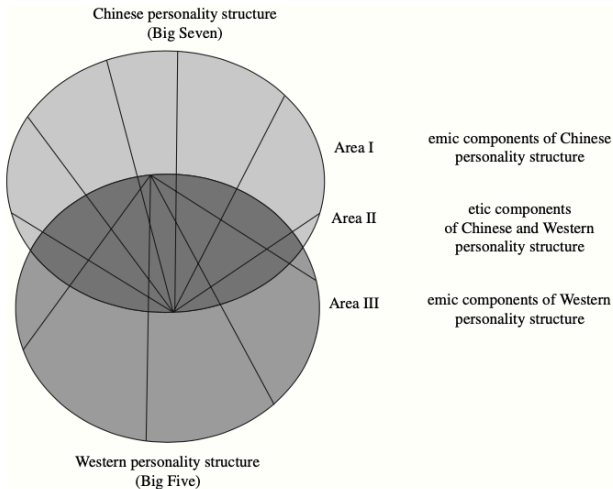 Chinese personality structure
(Big Seven)
Area I
emic components of Chinese
personality structure
Area II
etic components
of Chinese and Western
personality structure
Area III
emic components of Western
personality structure
Western personality structure
(Big Five)